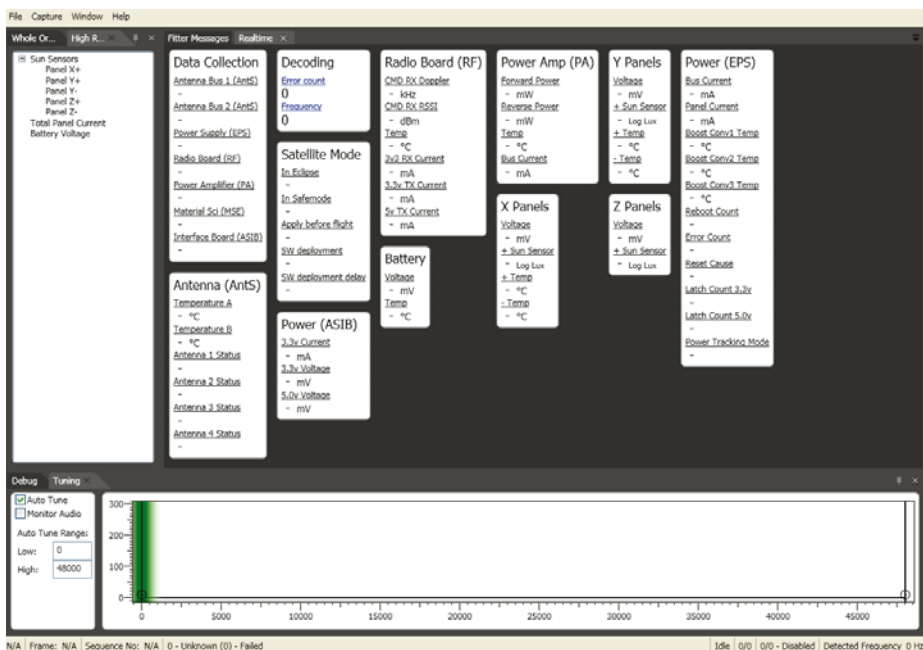 File Capture Window Help
Whole Or... High R...
Fitter Messages Realtime
Sun Sensors
Panel X+
Panel Y+
Panel Y-
Panel Z+
Panel Z-
Total Panel Current
Battery Voltage
Data Collection
Antenna Bus 1 (AntS)
-
Antenna Bus 2 (AntS)
-
Power Supply (EPS)
-
Radio Board (RF)
-
Power Amplifier (PA)
-
Material Sci (MSE)
-
Interface Board (ASIB)
-
Antenna (AntS)
Temperature A
- °C
Temperature B
- °C
Antenna 1 Status
-
Antenna 2 Status
-
Antenna 3 Status
-
Antenna 4 Status
-
Decoding
Error count
0
Frequency
0
Satellite Mode
In Eclipse
-
In Safemode
-
Apply before flight
-
SW deployment
-
SW deployment delay
-
Power (ASIB)
3.3v Current
- mA
3.3v Voltage
- mV
5.0v Voltage
- mV
Radio Board (RF)
CMD RX Doppler
- kHz
CMD RX RSSI
- dBm
Temp
- °C
3v3 RX Current
- mA
3.3v TX Current
- mA
5v TX Current
- mA
Battery
Voltage
- mV
Temp
- °C
Power Amp (PA)
Forward Power
- mW
Reverse Power
- mW
Temp
- °C
Bus Current
- mA
X Panels
Voltage
- mV
+ Sun Sensor
- Log Lux
+ Temp
- °C
- Temp
- °C
Y Panels
Voltage
- mV
+ Sun Sensor
- Log Lux
+ Temp
- °C
- Temp
- °C
Z Panels
Voltage
- mV
+ Sun Sensor
- Log Lux
Power (EPS)
Bus Current
- mA
Panel Current
- mA
Boost Conv1 Temp
- °C
Boost Conv2 Temp
- °C
Boost Conv3 Temp
- °C
Reboot Count
-
Error Count
-
Reset Cause
-
Latch Count 3.3v
-
Latch Count 5.0v
-
Power Tracking Mode
-
Debug Tuning
Auto Tune
Monitor Audio
Auto Tune Range:
Low: 0
High: 48000
300
200
100
0
0 5000 10000 15000 20000 25000 30000 35000 40000 45000
N/A Frame: N/A Sequence No: N/A 0 - Unknown (0) - Failed
Idle 0/0 0/0 - Disabled Detected Frequency 0 Hz